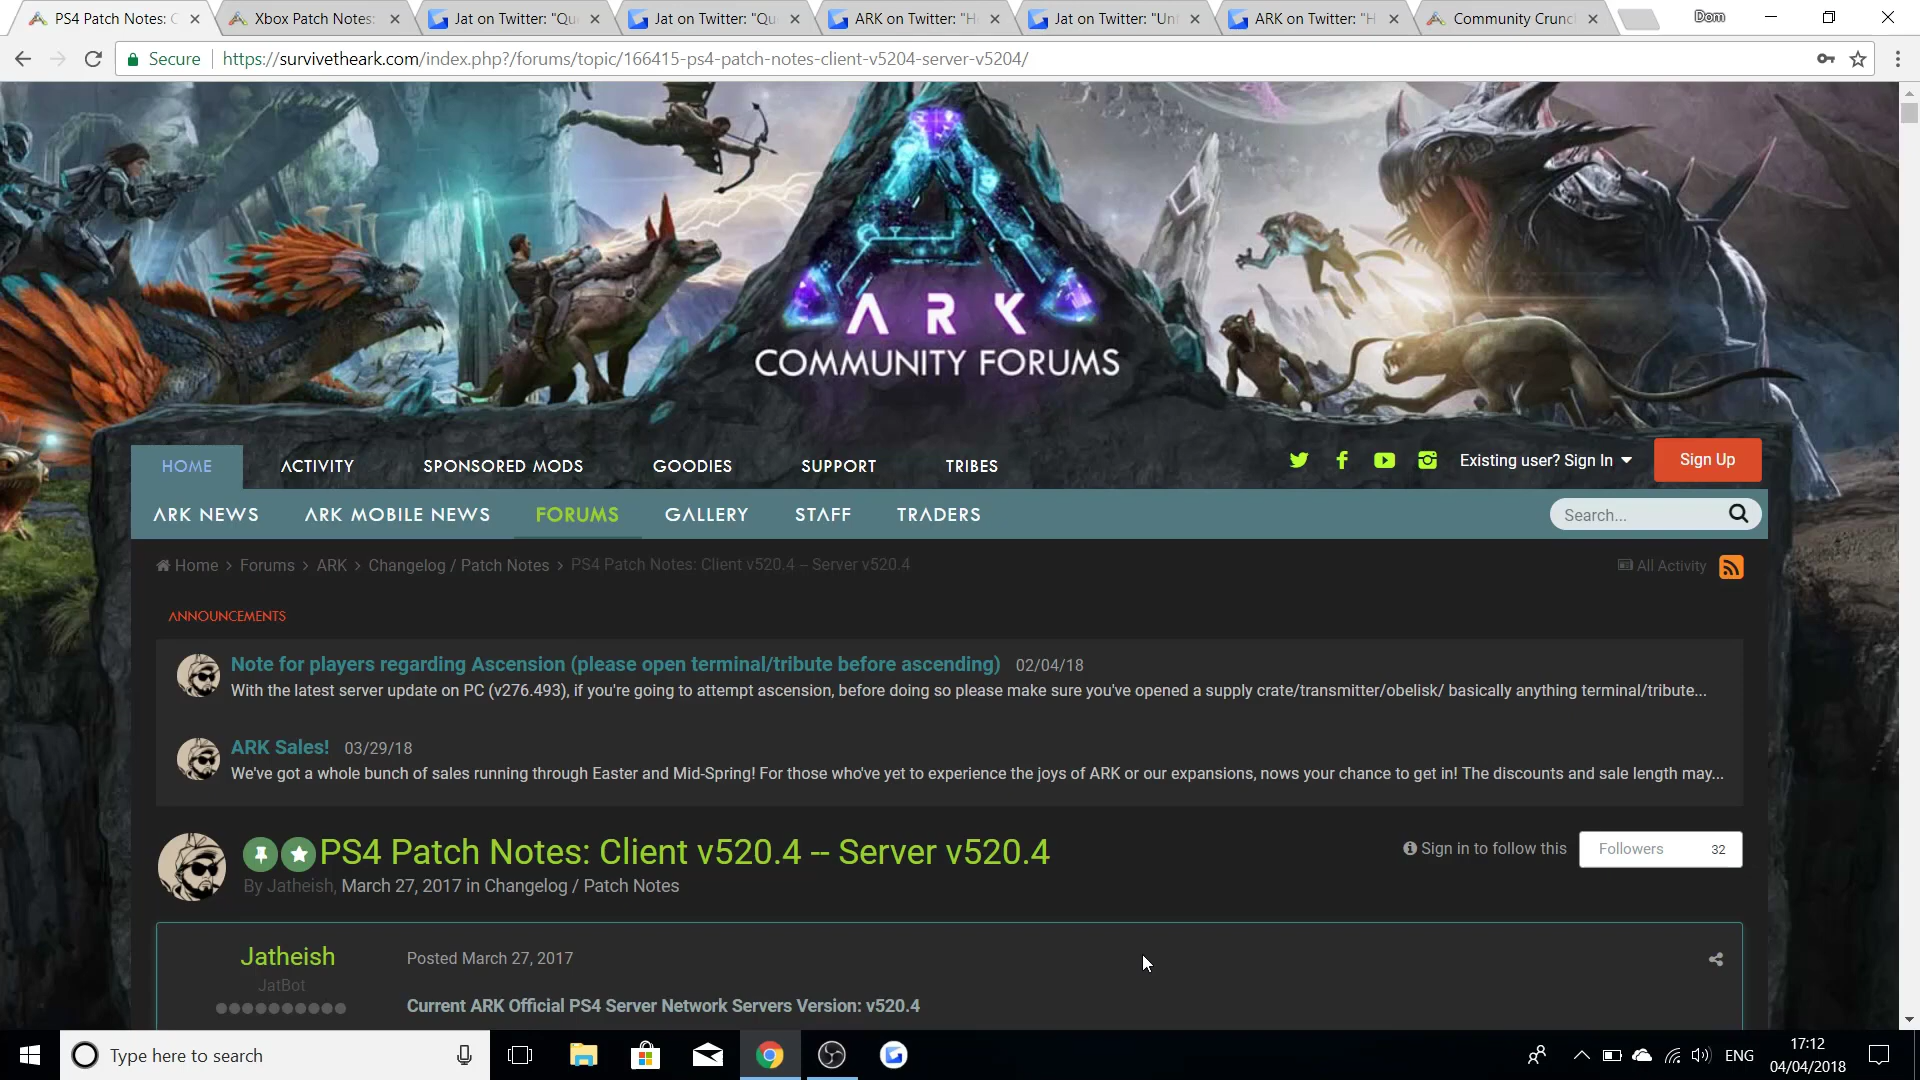 PS4 Patch Notes: C
Xbox Patch Notes:
Jat on Twitter: "Qu
Jat on Twitter: "Qu
ARK on Twitter: "H
Jat on Twitter: "Unf
ARK on Twitter: "H
Community Crunc
Dom
Secure
https://survivetheark.com/index.php?/forums/topic/166415-ps4-patch-notes-client-v5204-server-v5204/
ARK
COMMUNITY FORUMS
HOME
ACTIVITY
SPONSORED MODS
GOODIES
SUPPORT
TRIBES
Existing user? Sign In
Sign Up
ARK NEWS
ARK MOBILE NEWS
FORUMS
GALLERY
STAFF
TRADERS
Search...
Home > Forums > ARK > Changelog / Patch Notes > PS4 Patch Notes: Client v520.4 -- Server v520.4
All Activity
ANNOUNCEMENTS
Note for players regarding Ascension (please open terminal/tribute before ascending) 02/04/18
With the latest server update on PC (v276.493), if you're going to attempt ascension, before doing so please make sure you've opened a supply crate/transmitter/obelisk/ basically anything terminal/tribute...
ARK Sales! 03/29/18
We've got a whole bunch of sales running through Easter and Mid-Spring! For those who've yet to experience the joys of ARK or our expansions, nows your chance to get in! The discounts and sale length may...
PS4 Patch Notes: Client v520.4 -- Server v520.4
Sign in to follow this
Followers 32
By Jatheish, March 27, 2017 in Changelog / Patch Notes
Jatheish
JatBot
Posted March 27, 2017
Current ARK Official PS4 Server Network Servers Version: v520.4
Type here to search
ENG
17:12
04/04/2018